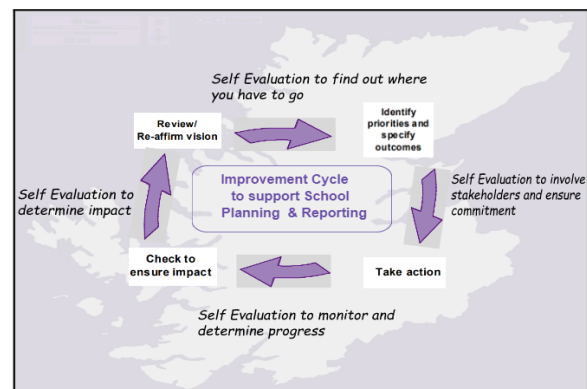 Self Evaluation to find out where
you have to go
Review/
Re-affirm vision
Identify
priorities and
specify
outcomes
Improvement Cycle
to support School
Planning & Reporting
Self Evaluation to
determine impact
Self Evaluation to involve
stakeholders and ensure
commitment
Check to
ensure impact
Take action
Self Evaluation to monitor and
determine progress